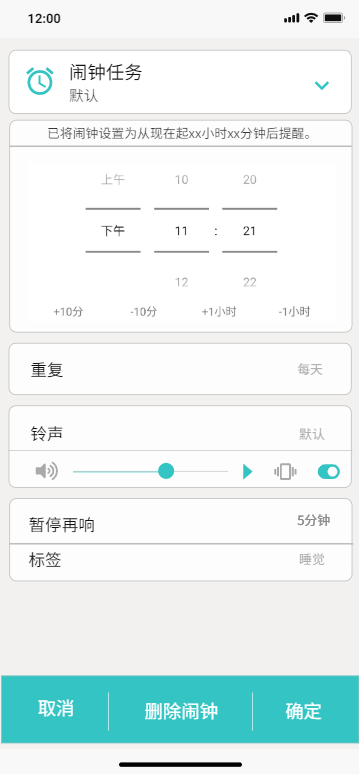 12:00
闹钟任务
默认
已将闹钟设置为从现在起xx小时xx分钟后提醒。
上午 10 20
下午 11 : 21
12 22
+10分 -10分 +1小时 -1小时
重复 每天
铃声 默认
暂停再响 5分钟
标签 睡觉
取消 删除闹钟 确定